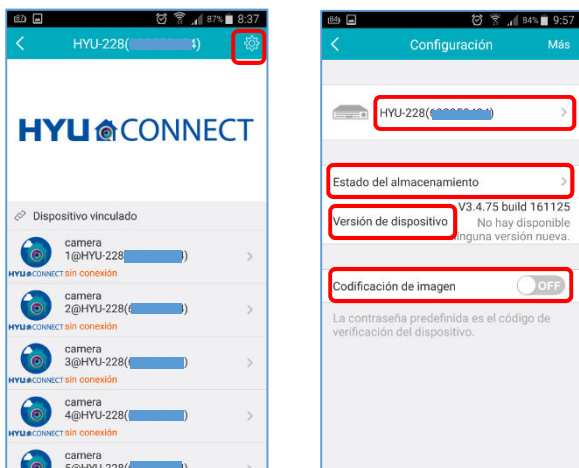 87% 8:37
HYU-228( 4)
HYU CONNECT
Dispositivo vinculado
camera
1@HYU-228( )
HYU CONNECT sin conexión
camera
2@HYU-228( )
HYU CONNECT sin conexión
camera
3@HYU-228( )
HYU CONNECT sin conexión
camera
4@HYU-228( )
HYU CONNECT sin conexión
camera
84% 9:57
Configuración Más
HYU-228( )
Estado del almacenamiento
V3.4.75 build 161125
Versión de dispositivo No hay disponible
ninguna versión nueva.
Codificación de imagen OFF
La contraseña predefinida es el código de
verificación del dispositivo.